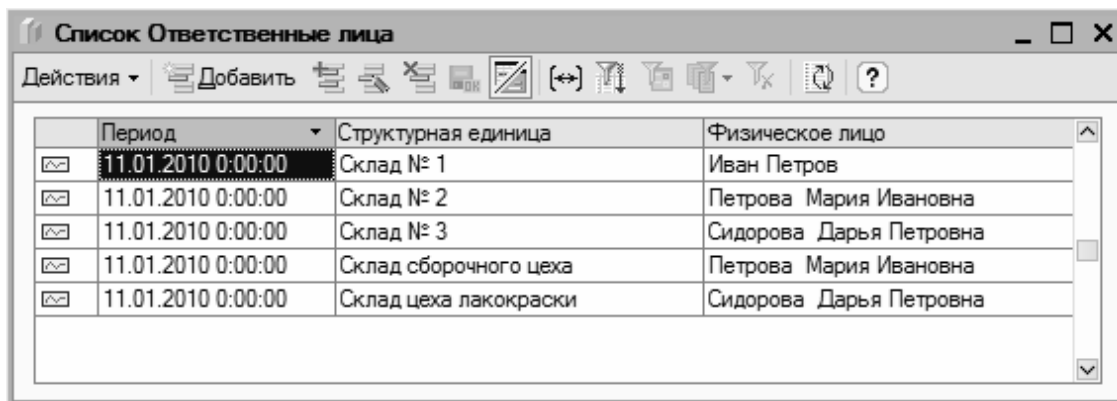 Список Ответственные лица
Действия Добавить
Период Структурная единица Физическое лицо
11.01.2010 0:00:00 Склад № 1 Иван Петров
11.01.2010 0:00:00 Склад № 2 Петрова Мария Ивановна
11.01.2010 0:00:00 Склад № 3 Сидорова Дарья Петровна
11.01.2010 0:00:00 Склад сборочного цеха Петрова Мария Ивановна
11.01.2010 0:00:00 Склад цеха лакокраски Сидорова Дарья Петровна